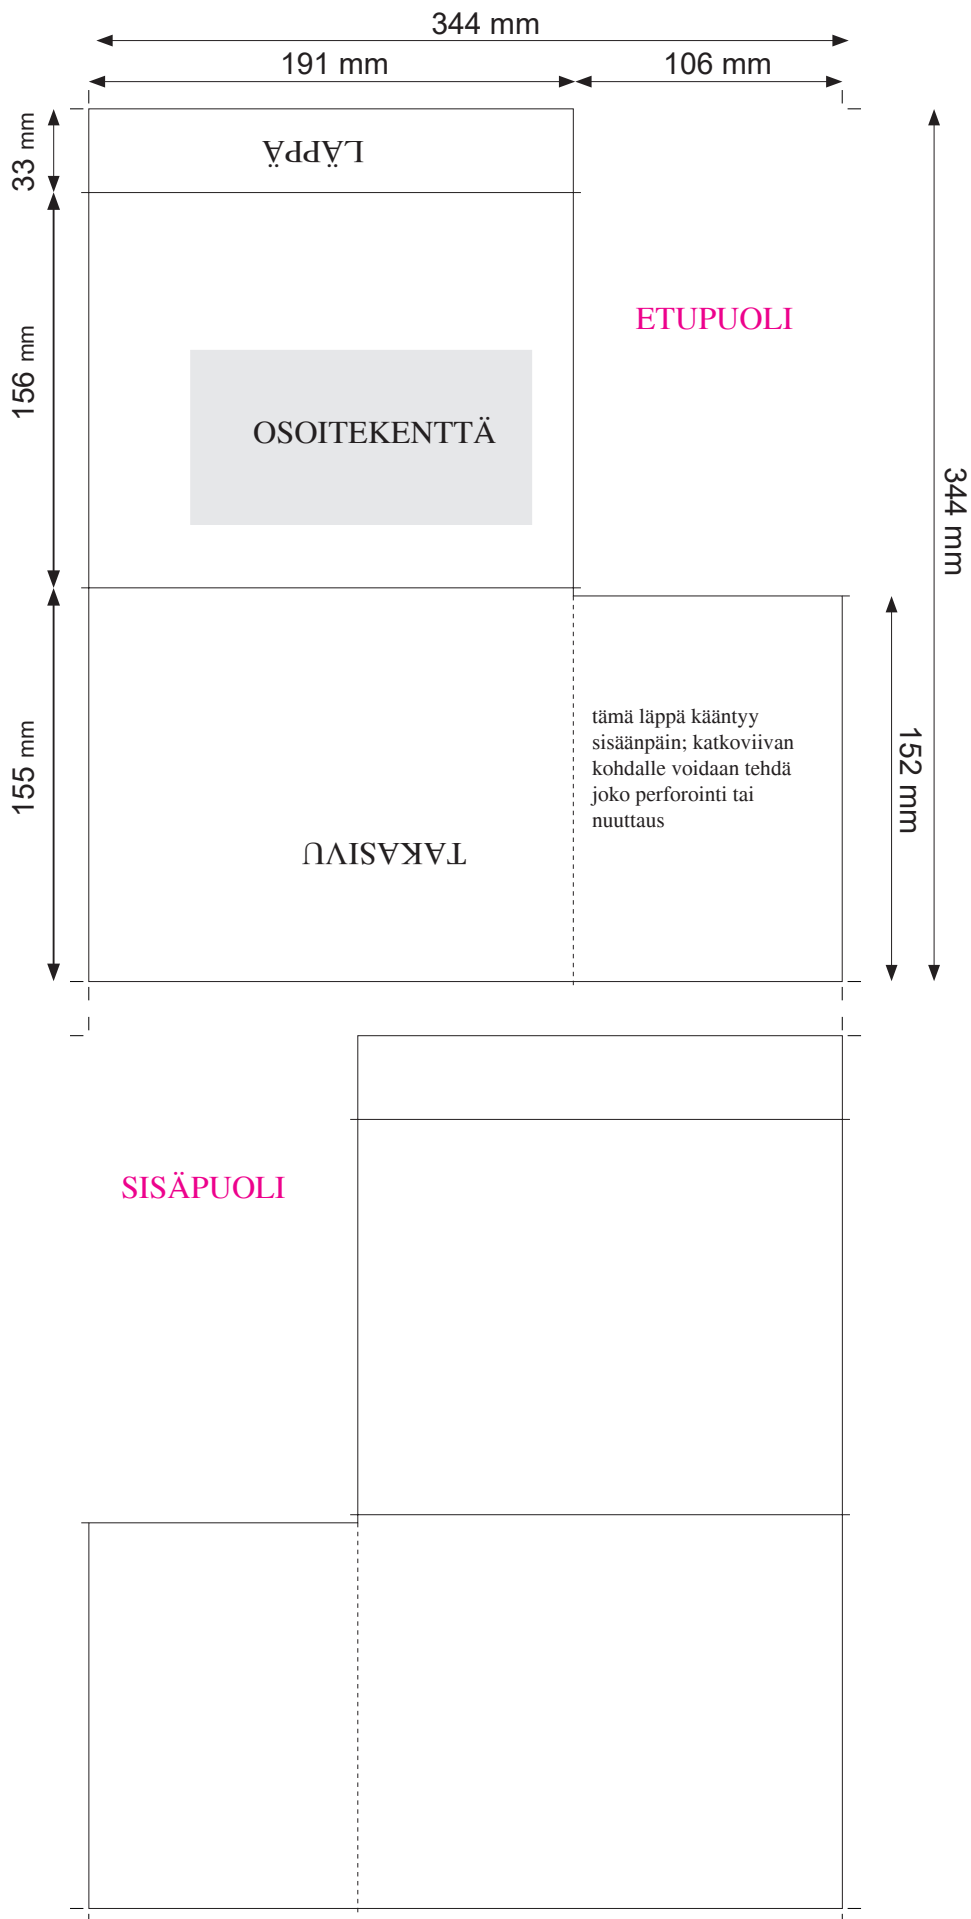 344 mm
191 mm
106 mm
33 mm
LÄPPÄ
ETUPUOLI
156 mm
OSOITEKENTTÄ
344 mm
tämä läppä kääntyy
sisäänpäin; katkoviivan
kohdalle voidaan tehdä
joko perforointi tai
nuuttaus
155 mm
152 mm
TAKASIVU
SISÄPUOLI